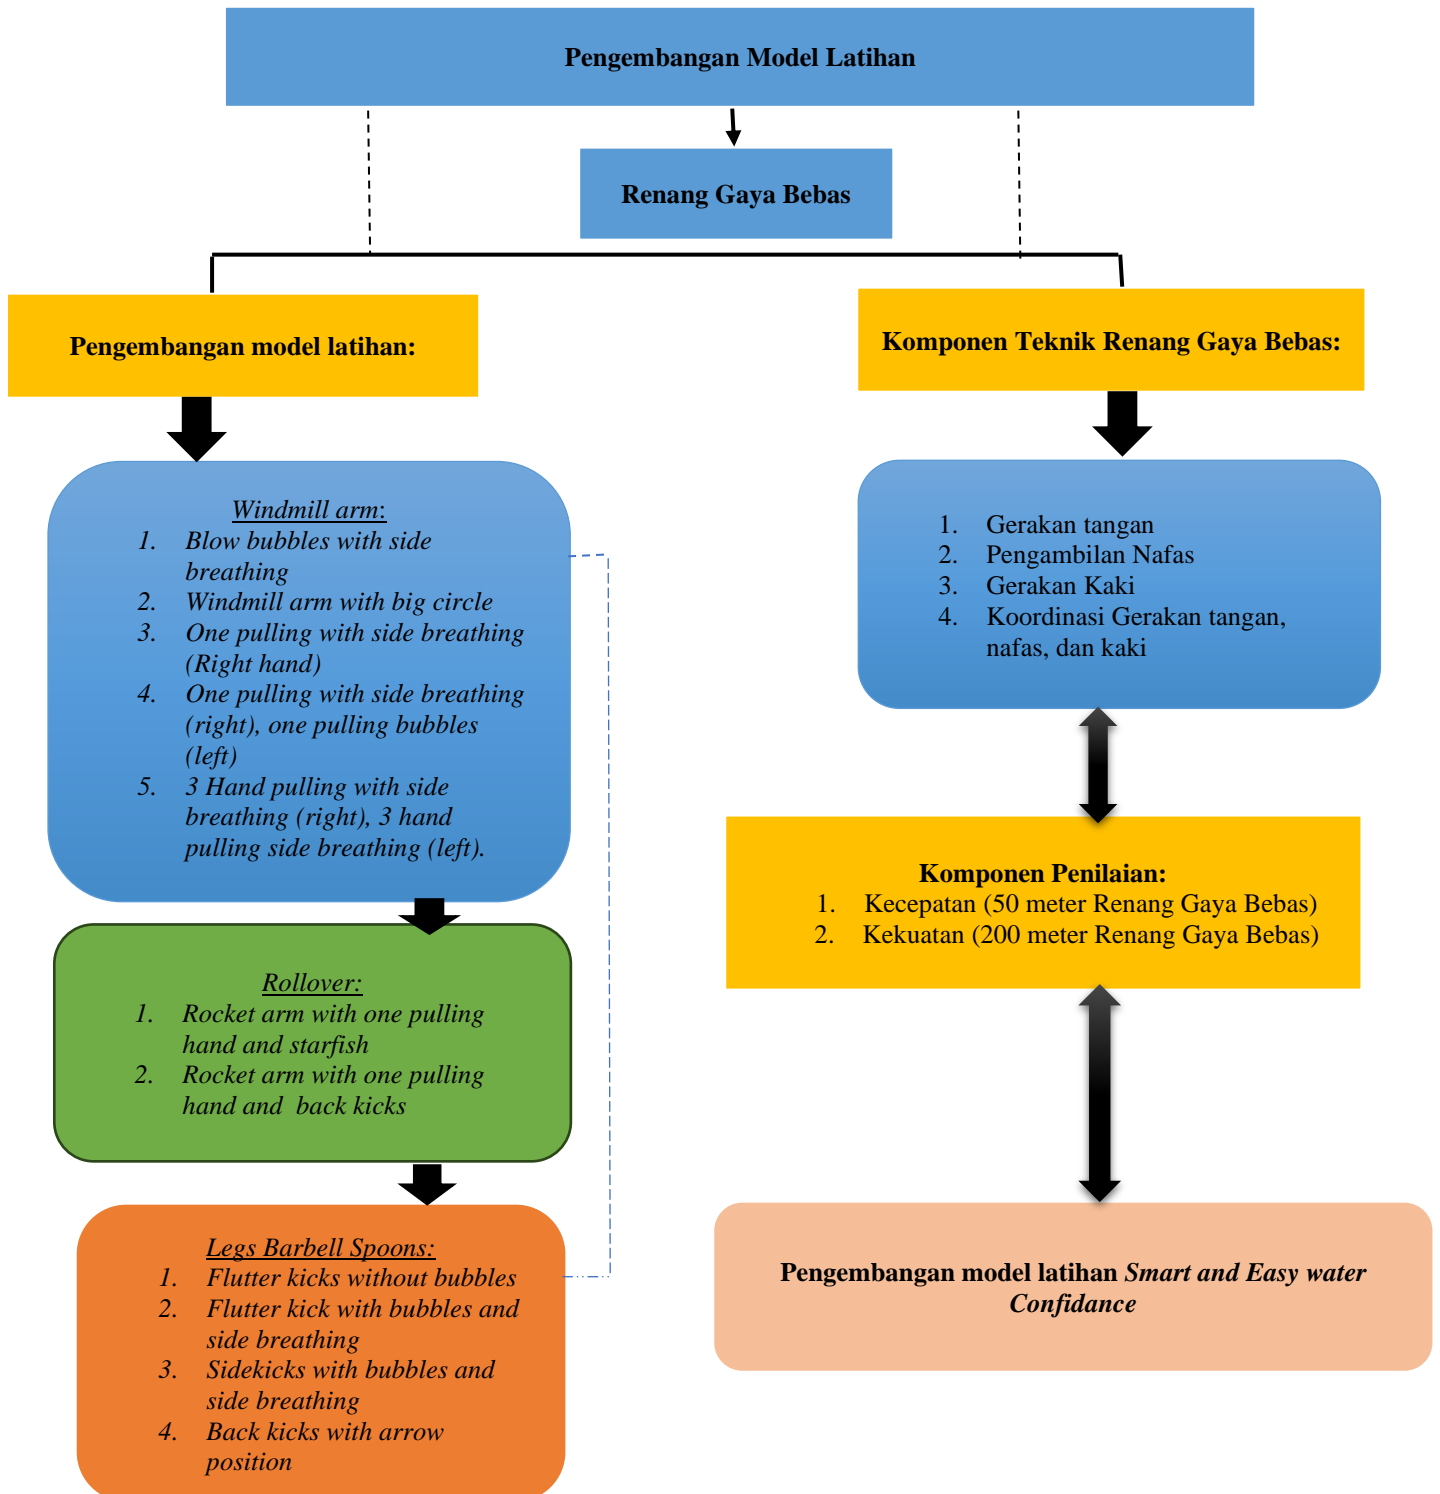 Pengembangan Model Latihan
Renang Gaya Bebas
Pengembangan model latihan:
Windmill arm:
1. Blow bubbles with side
breathing
2. Windmill arm with big circle
3. One pulling with side breathing
(Right hand)
4. One pulling with side breathing
(right), one pulling bubbles
(left)
5. 3 Hand pulling with side
breathing (right), 3 hand
pulling side breathing (left).
Rollover:
1. Rocket arm with one pulling
hand and starfish
2. Rocket arm with one pulling
hand and back kicks
Legs Barbell Spoons:
1. Flutter kicks without bubbles
2. Flutter kick with bubbles and
side breathing
3. Sidekicks with bubbles and
side breathing
4. Back kicks with arrow
position
Komponen Teknik Renang Gaya Bebas:
1. Gerakan tangan
2. Pengambilan Nafas
3. Gerakan Kaki
4. Koordinasi Gerakan tangan,
nafas, dan kaki
Komponen Penilaian:
1. Kecepatan (50 meter Renang Gaya Bebas)
2. Kekuatan (200 meter Renang Gaya Bebas)
Pengembangan model latihan Smart and Easy water
Confidance